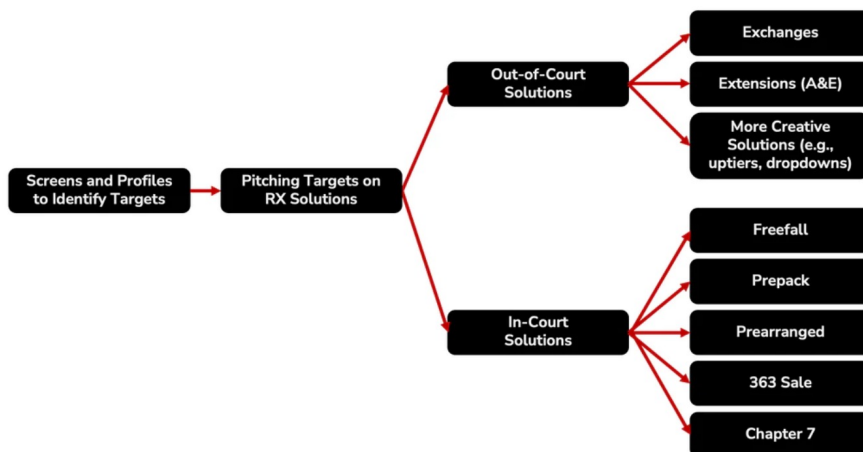 Screens and Profiles
to Identify Targets
Pitching Targets on
RX Solutions
Out-of-Court
Solutions
Exchanges
Extensions (A&E)
More Creative
Solutions (e.g.,
uptiers, dropdowns)
In-Court
Solutions
Freefall
Prepack
Prearranged
363 Sale
Chapter 7